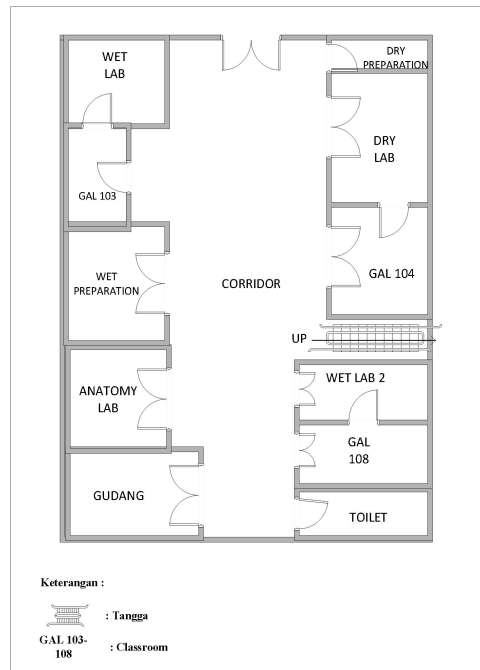 WET
LAB
DRY
PREPARATION
DRY
LAB
GAL 103
WET
PREPARATION
CORRIDOR
GAL 104
UP
ANATOMY
LAB
WET LAB 2
GAL
108
GUDANG
TOILET
Keterangan :
: Tangga
GAL 103-
108
: Classroom